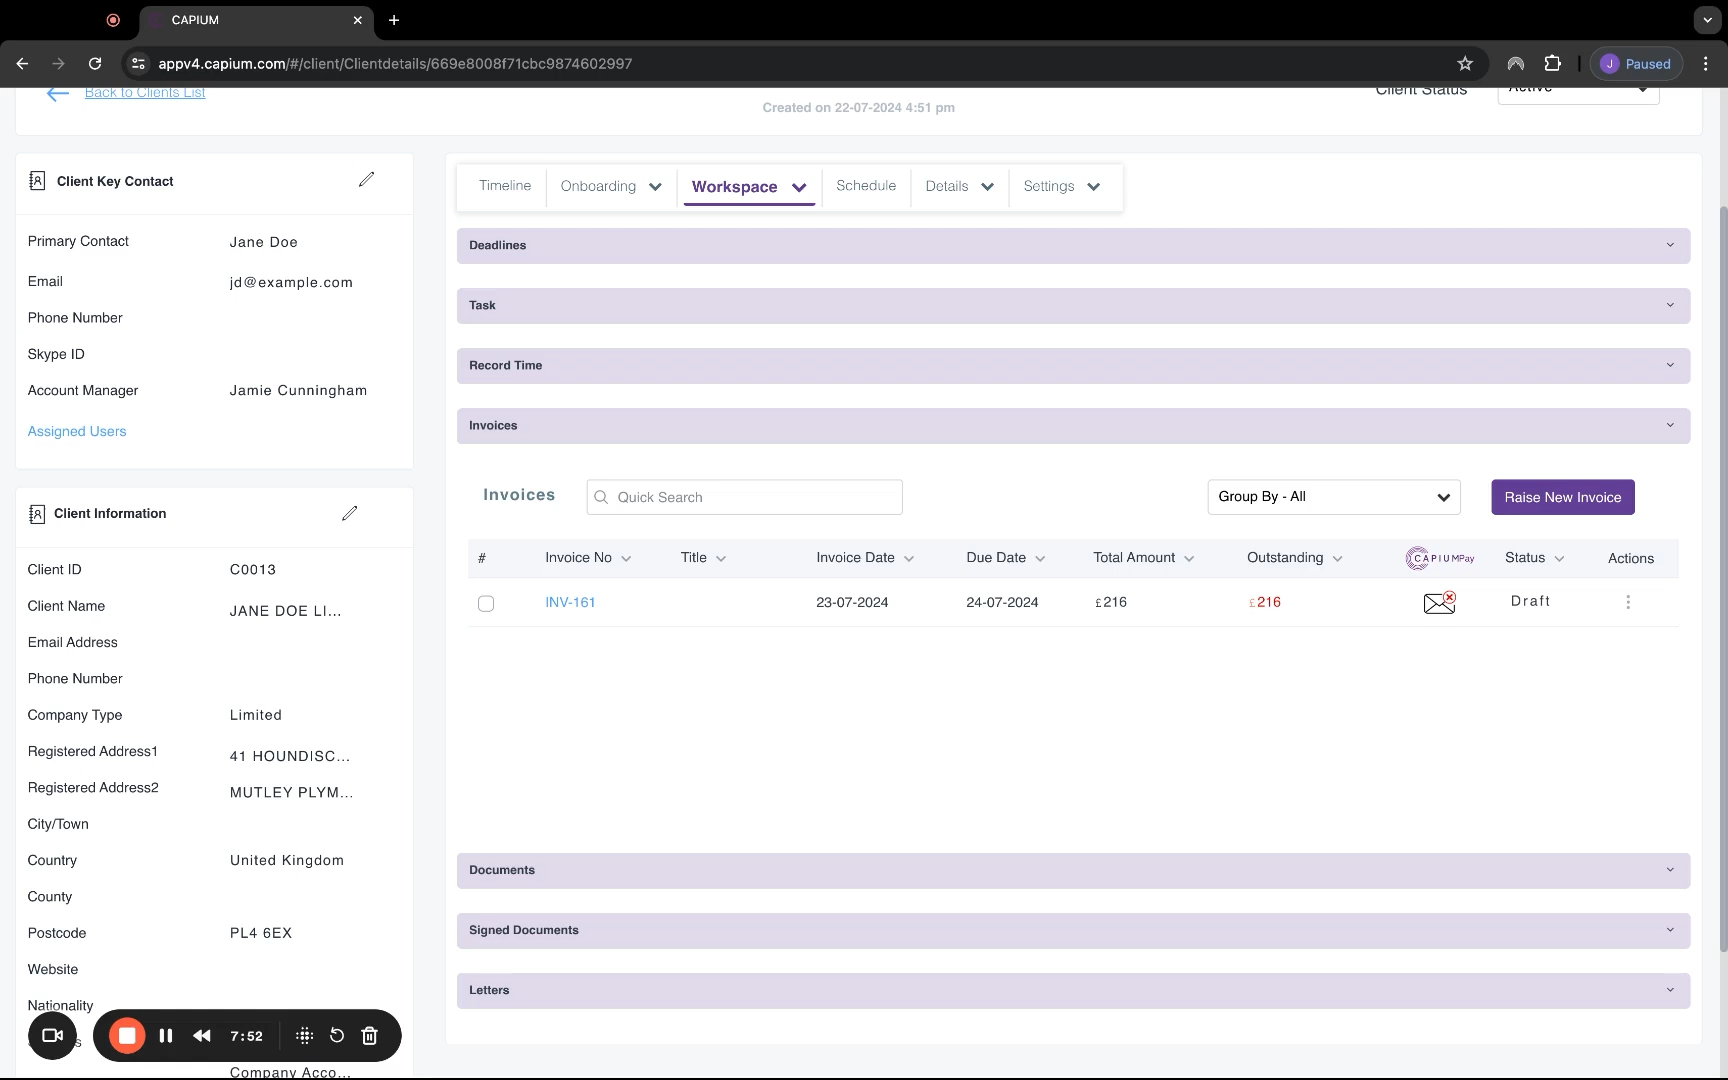 CAPIUM
appv4.capium.com/#/client/Clientdetails/669e8008f71cbc9874602997
J Paused
Back to Clients List
Created on 22-07-2024 4:51 pm
Client Status
Active
Client Key Contact
Primary Contact Jane Doe
Email jd@example.com
Phone Number
Skype ID
Account Manager Jamie Cunningham
Assigned Users
Client Information
Client ID C0013
Client Name JANE DOE LI...
Email Address
Phone Number
Company Type Limited
Registered Address1 41 HOUNDISC...
Registered Address2 MUTLEY PLYM...
City/Town
Country United Kingdom
County
Postcode PL4 6EX
Website
Nationality
7:52
Company Acco...
Timeline Onboarding Workspace Schedule Details Settings
Deadlines
Task
Record Time
Invoices
Invoices Quick Search Group By - All Raise New Invoice
# Invoice No Title Invoice Date Due Date Total Amount Outstanding CAPIUMPay Status Actions
INV-161 23-07-2024 24-07-2024 £216 £216 Draft
Documents
Signed Documents
Letters